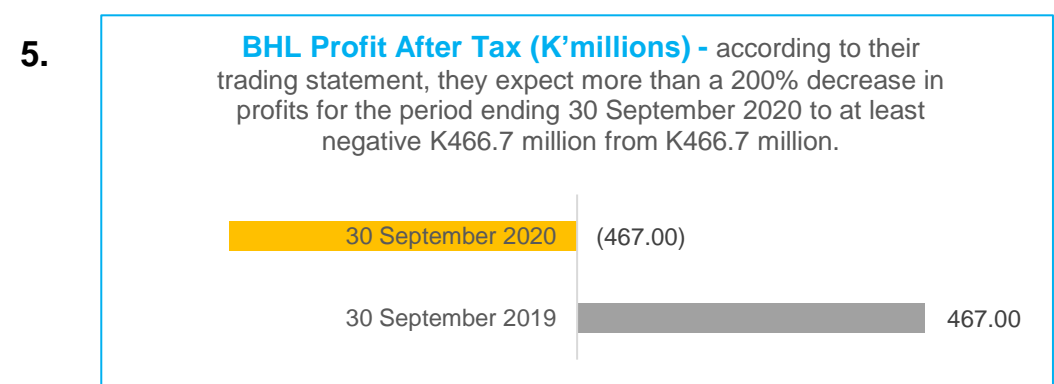 5.
BHL Profit After Tax (K’millions) - according to their
trading statement, they expect more than a 200% decrease in
profits for the period ending 30 September 2020 to at least
negative K466.7 million from K466.7 million.
30 September 2020 (467.00)
30 September 2019 467.00